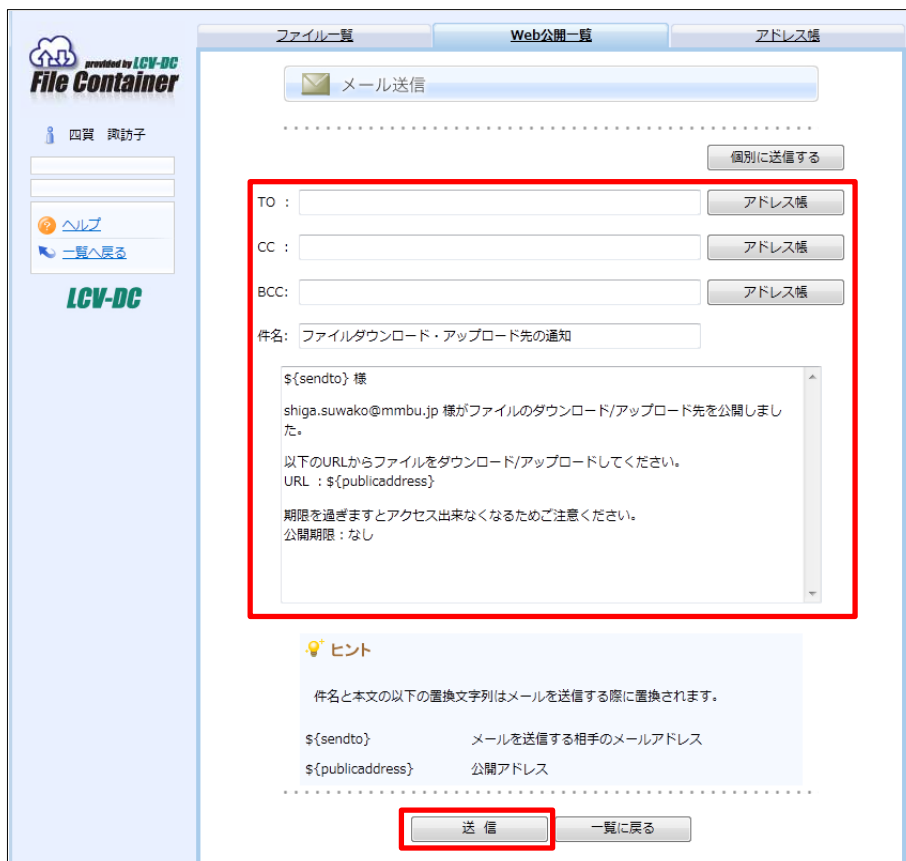 ファイル一覧
Web公開一覧
アドレス帳
provided by LCV-DC
File Container
四賀 諏訪子
ヘルプ
一覧へ戻る
LCV-DC
メール送信
個別に送信する
TO :
アドレス帳
CC :
アドレス帳
BCC:
アドレス帳
件名: ファイルダウンロード・アップロード先の通知
${sendto} 様
shiga.suwako@mmbu.jp 様がファイルのダウンロード/アップロード先を公開しまし
た。
以下のURLからファイルをダウンロード/アップロードしてください。
URL : ${publicaddress}
期限を過ぎますとアクセス出来なくなるためご注意ください。
公開期限:なし
ヒント
件名と本文の以下の置換文字列はメールを送信する際に置換されます。
${sendto} メールを送信する相手のメールアドレス
${publicaddress} 公開アドレス
送 信
一覧に戻る